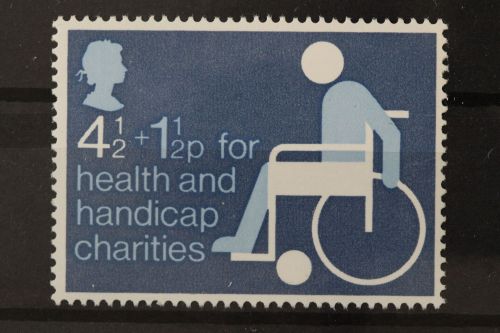 4½+1½p for
health and
handicap
charities